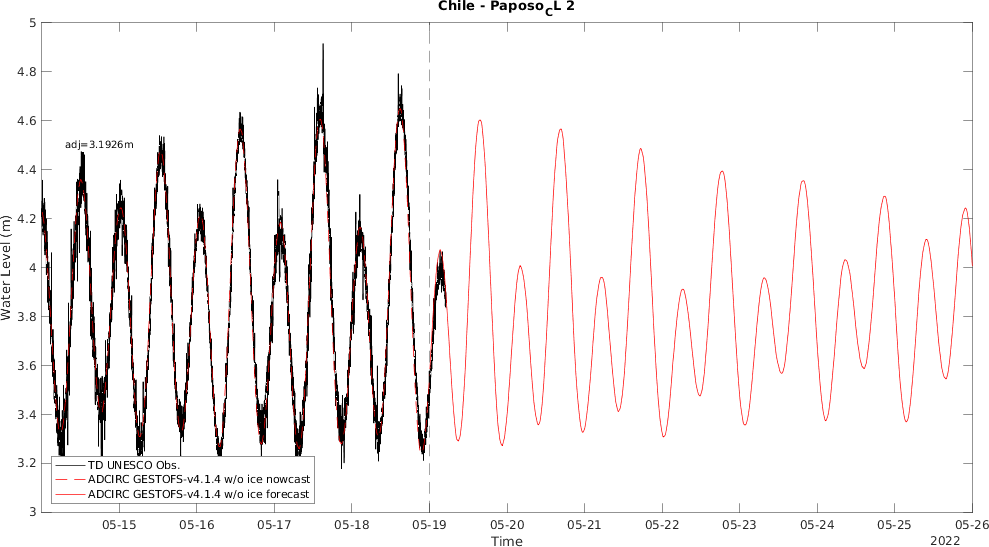 Chile - Paposo_CL 2
Water Level (m)
5
4.8
4.6
4.4
4.2
4
3.8
3.6
3.4
3.2
3
adj=3.1926m
TD UNESCO Obs.
ADCIRC GESTOFS-v4.1.4 w/o ice nowcast
ADCIRC GESTOFS-v4.1.4 w/o ice forecast
05-15 05-16 05-17 05-18 05-19 05-20 05-21 05-22 05-23 05-24 05-25 05-26
Time
2022